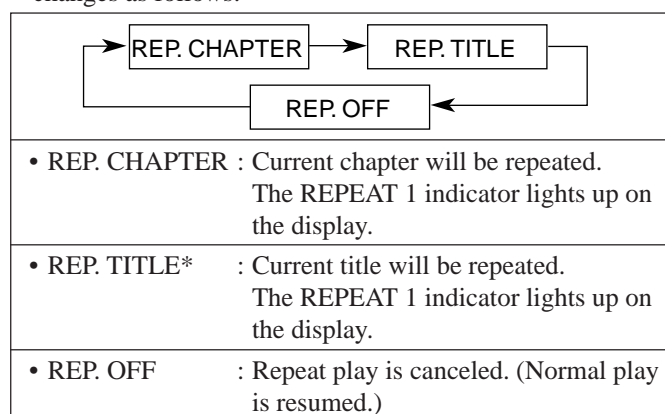 changes as follows.
REP. CHAPTER
REP. TITLE
REP. OFF
• REP. CHAPTER : Current chapter will be repeated.
The REPEAT 1 indicator lights up on
the display.
• REP. TITLE* : Current title will be repeated.
The REPEAT 1 indicator lights up on
the display.
• REP. OFF : Repeat play is canceled. (Normal play
is resumed.)